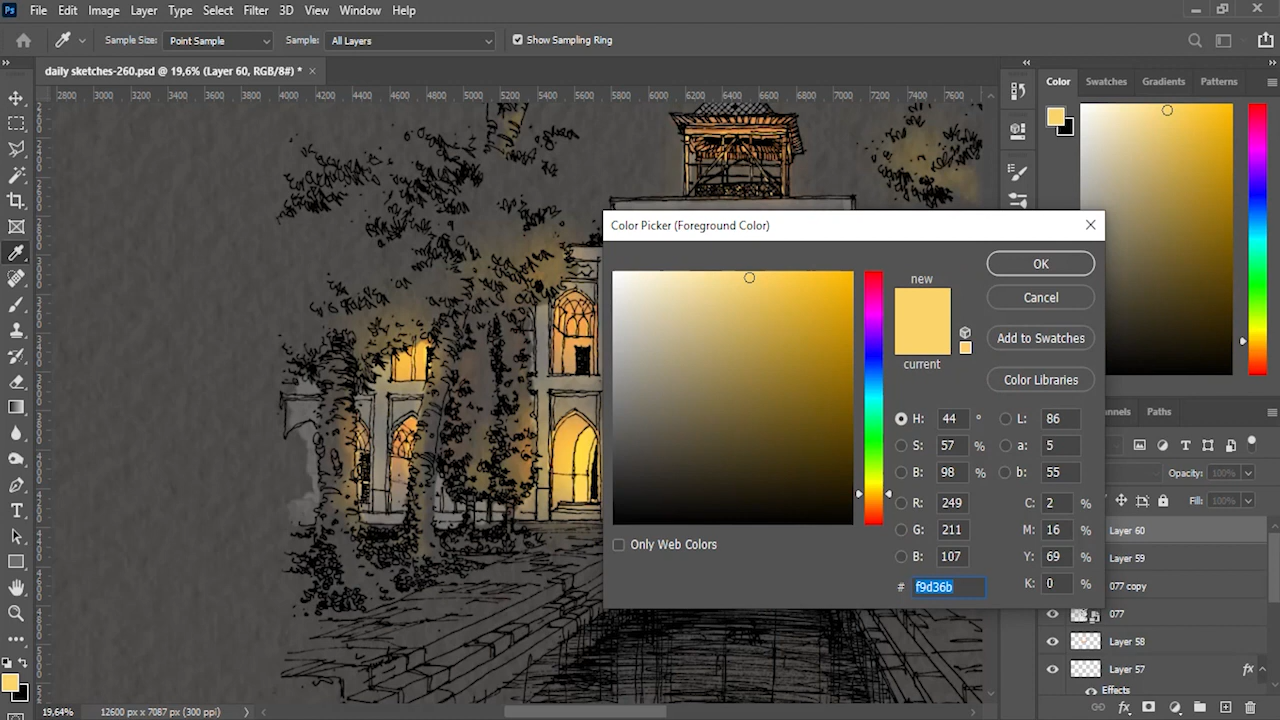 Ps File Edit Image Layer Type Select Filter 3D View Window Help
Sample Size: Point Sample Sample: All Layers Show Sampling Ring
daily sketches-260.psd @ 19,6% (Layer 60, RGB/8#) * ×
Color Swatches Gradients Patterns
2800 3000 3200 3400 3600 3800 4000 4200 4400 4600 4800 5000 5200 5400 5600 5800 6000 6200 6400 6600 6800 7000 7200 7400 7600
Color Picker (Foreground Color)
new
current
OK
Cancel
Add to Swatches
Color Libraries
H: 44 ° L: 86
S: 57 % a: 5
B: 98 % b: 55
R: 249 C: 2 %
G: 211 M: 16 %
B: 107 Y: 69 %
# f9d36b K: 0 %
Only Web Colors
nnels Paths
Opacity: 100%
Fill: 100%
Layer 60
Layer 59
077 copy
077
Layer 58
Layer 57 fx
Effects
19,64% 12600 px x 7087 px (300 ppi)